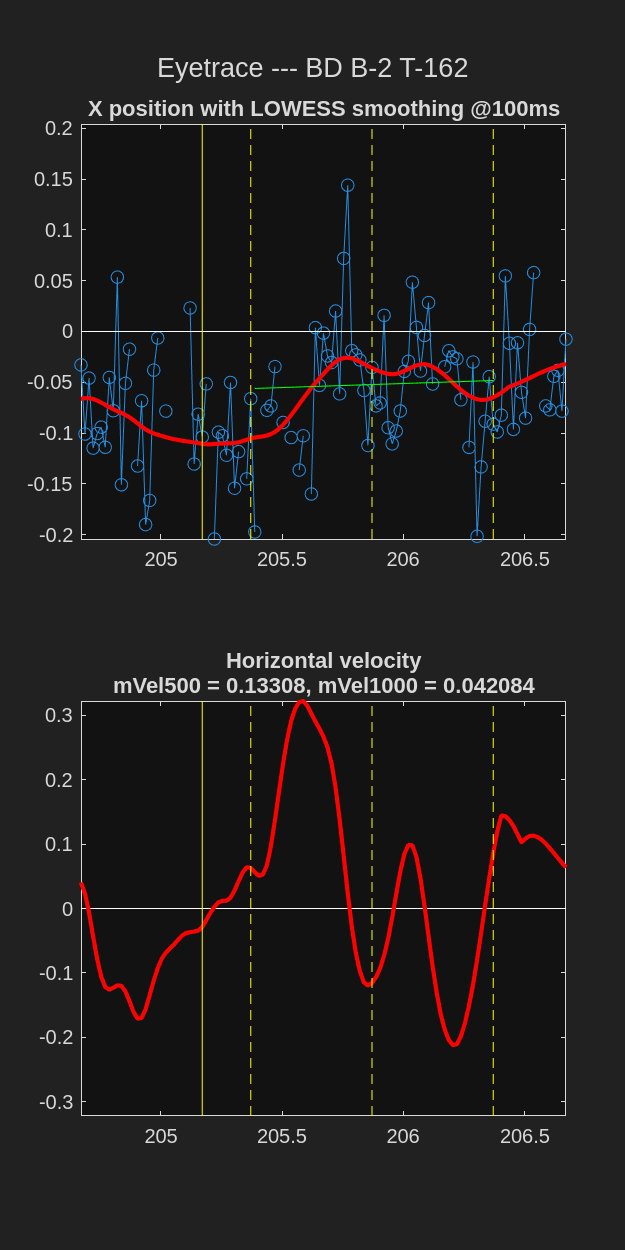 Eyetrace --- BD B-2 T-162
X position with LOWESS smoothing @100ms
0.2
0.15
0.1
0.05
0
-0.05
-0.1
-0.15
-0.2
205 205.5 206 206.5
Horizontal velocity
mVel500 = 0.13308, mVel1000 = 0.042084
0.3
0.2
0.1
0
-0.1
-0.2
-0.3
205 205.5 206 206.5